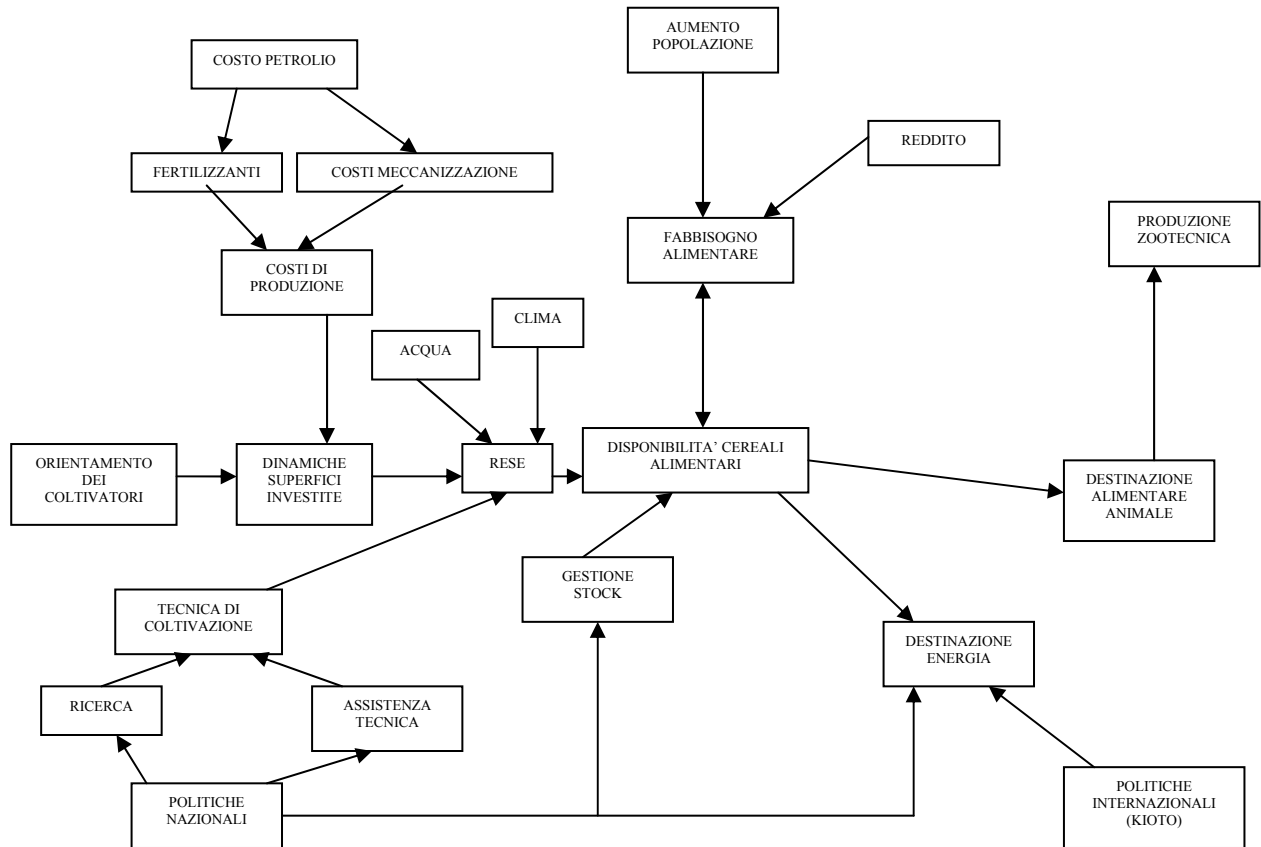 AUMENTO
POPOLAZIONE
COSTO PETROLIO
REDDITO
FERTILIZZANTI
COSTI MECCANIZZAZIONE
PRODUZIONE
ZOOTECNICA
FABBISOGNO
ALIMENTARE
COSTI DI
PRODUZIONE
CLIMA
ACQUA
ORIENTAMENTO
DEI
COLTIVATORI
DINAMICHE
SUPERFICI
INVESTITE
RESE
DISPONIBILITA’ CEREALI
ALIMENTARI
DESTINAZIONE
ALIMENTARE
ANIMALE
GESTIONE
STOCK
TECNICA DI
COLTIVAZIONE
DESTINAZIONE
ENERGIA
RICERCA
ASSISTENZA
TECNICA
POLITICHE
NAZIONALI
POLITICHE
INTERNAZIONALI
(KIOTO)